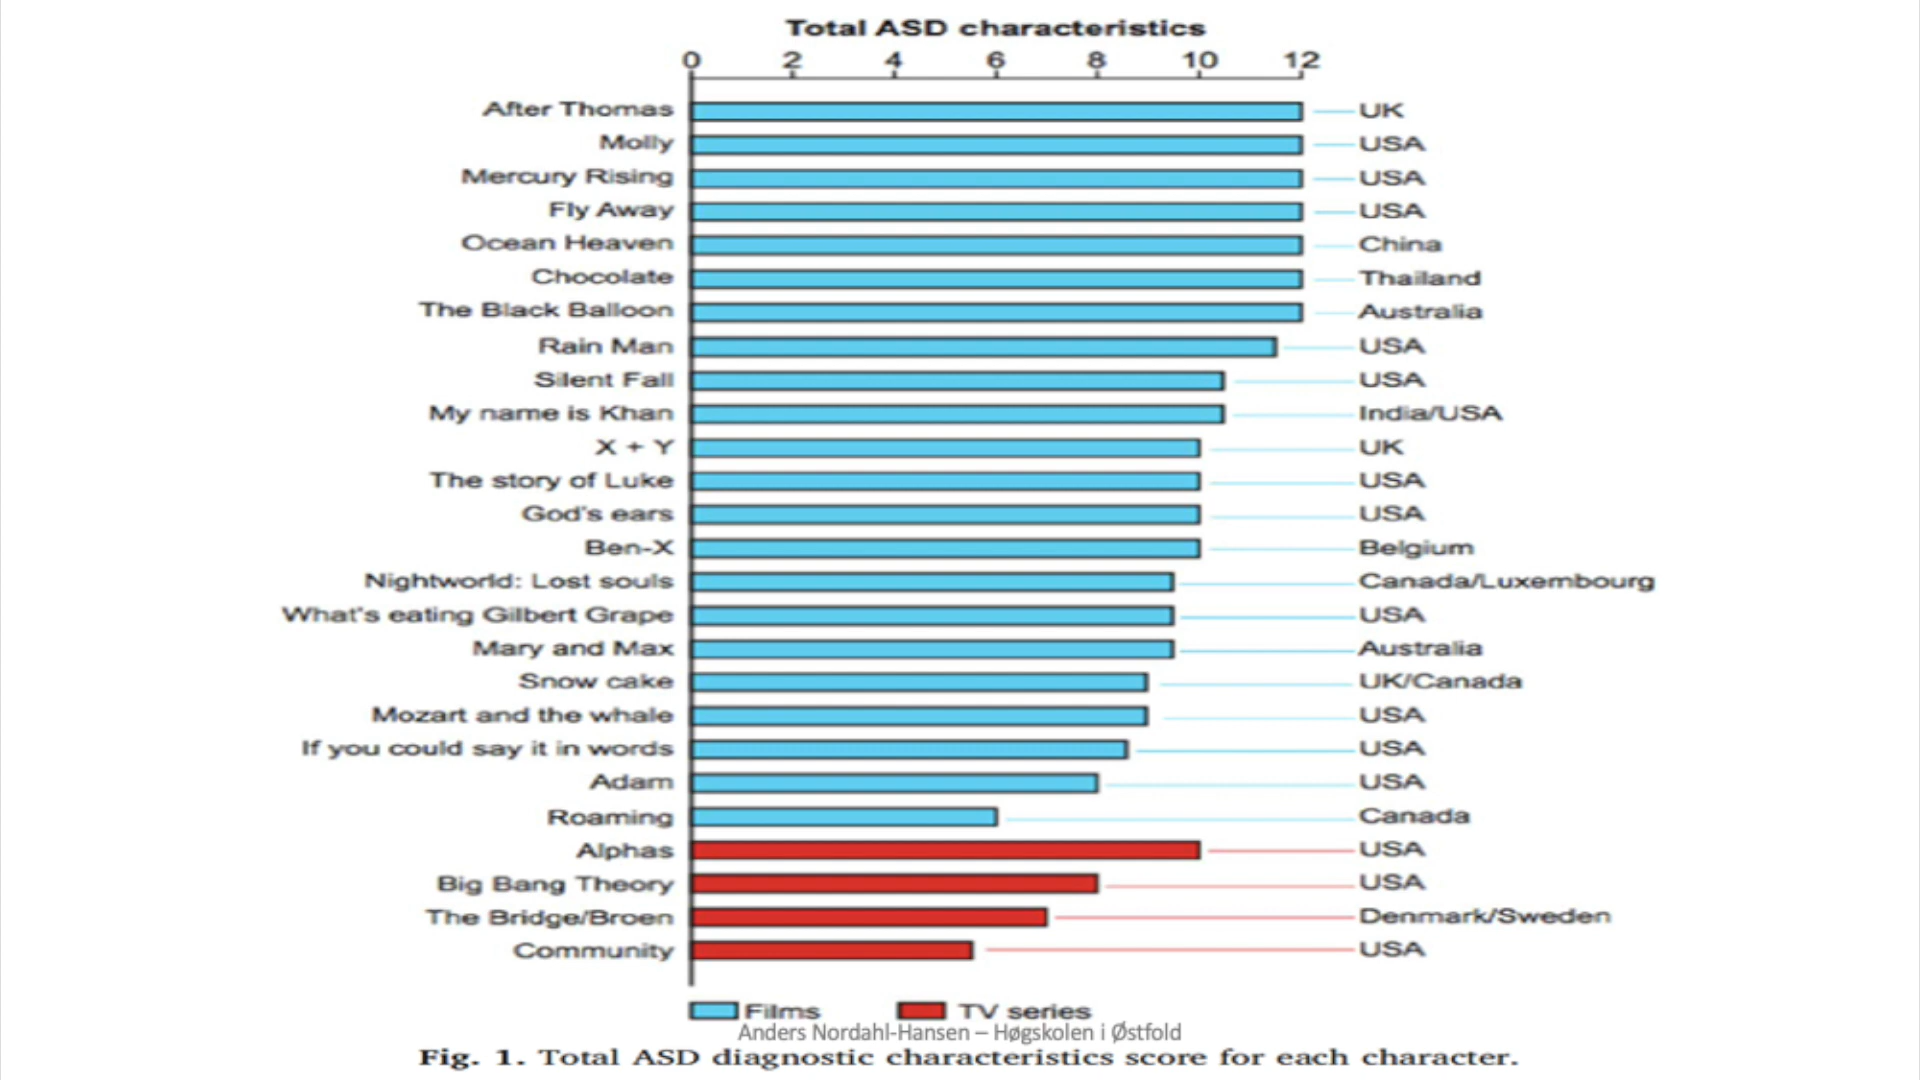 Total ASD characteristics
0 2 4 6 8 10 12
After Thomas UK
Molly USA
Mercury Rising USA
Fly Away USA
Ocean Heaven China
Chocolate Thailand
The Black Balloon Australia
Rain Man USA
Silent Fall USA
My name is Khan India/USA
X + Y UK
The story of Luke USA
God's ears USA
Ben-X Belgium
Nightworld: Lost souls Canada/Luxembourg
What's eating Gilbert Grape USA
Mary and Max Australia
Snow cake UK/Canada
Mozart and the whale USA
If you could say it in words USA
Adam USA
Roaming Canada
Alphas USA
Big Bang Theory USA
The Bridge/Broen Denmark/Sweden
Community USA
Films TV series
Anders Nordahl-Hansen – Høgskolen i Østfold
Fig. 1. Total ASD diagnostic characteristics score for each character.